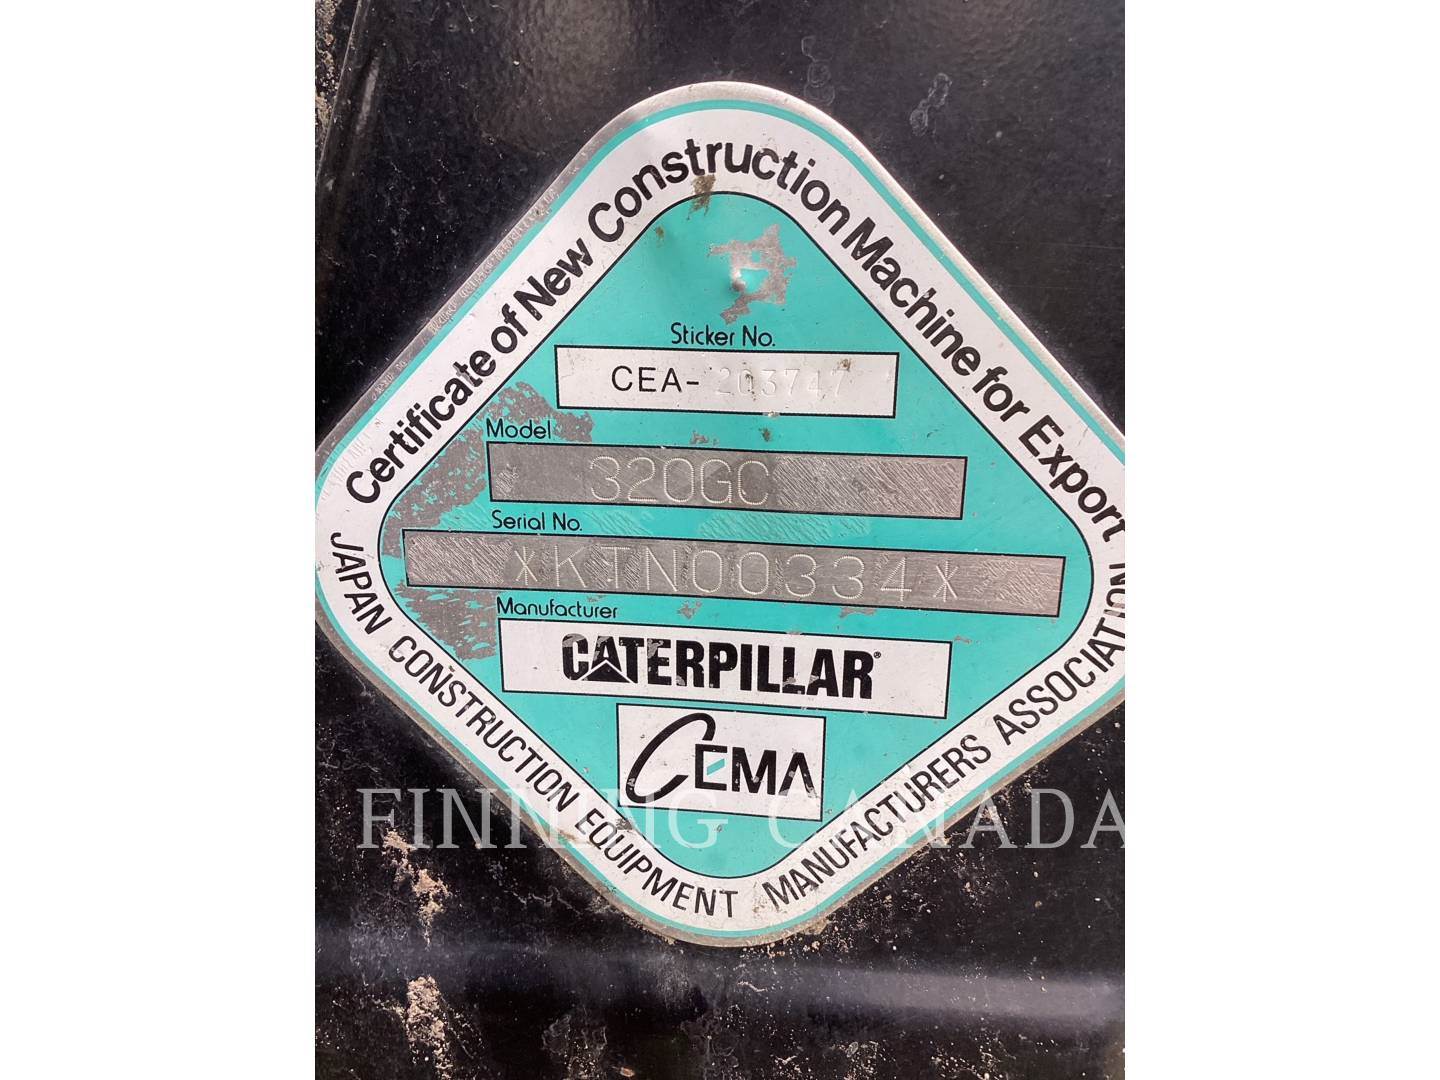 Certificate of New Construction Machine for Export
Sticker No.
CEA-203747
Model
320GC
Serial No.
*KTN00334*
Manufacturer
CATERPILLAR®
CEMA
JAPAN CONSTRUCTION EQUIPMENT MANUFACTURERS ASSOCIATION
FINNING CANADA